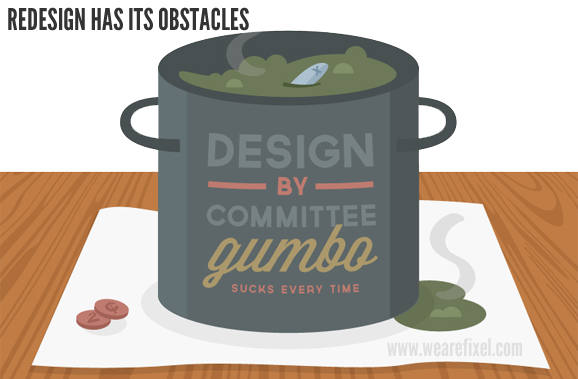 REDESIGN HAS ITS OBSTACLES
DESIGN
BY
COMMITTEE
gumbo
SUCKS EVERY TIME
V G
www.wearefixel.com